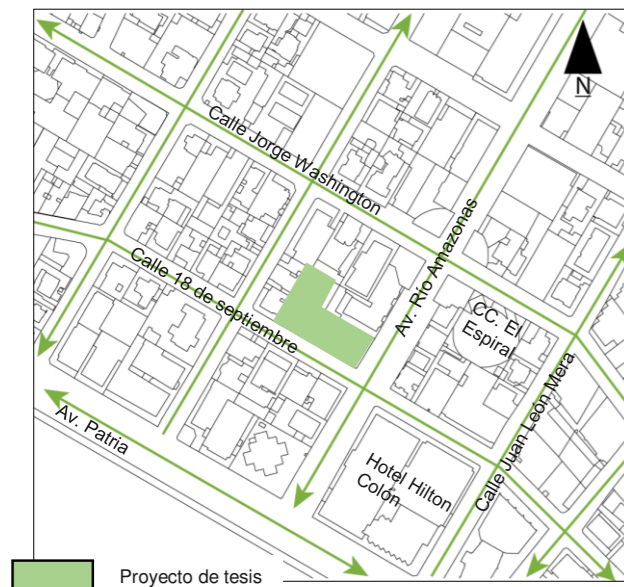 N
Calle Jorge Washington
Av. Río Amazonas
Calle 18 de septiembre
CC. El
Espiral
Calle Juan León Mera
Av. Patria
Hotel Hilton
Colón
Proyecto de tesis